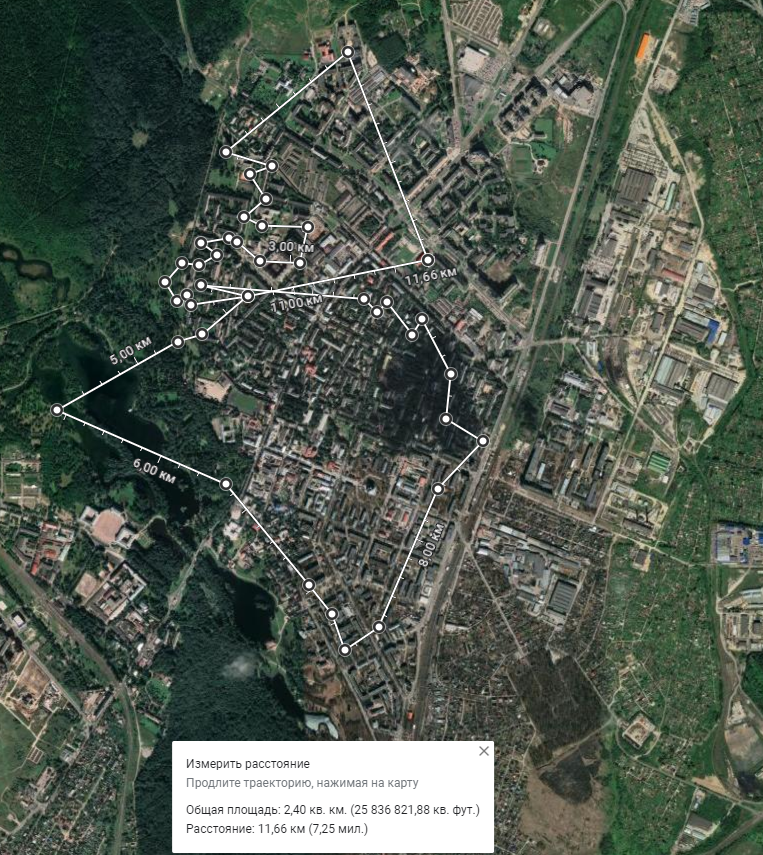 3,00 км
11,66 км
11,00 км
5,00 км
6,00 км
8,00 км
Измерить расстояние
Продлите траекторию, нажимая на карту
Общая площадь: 2,40 кв. км. (25 836 821,88 кв. фут.)
Расстояние: 11,66 км (7,25 мил.)